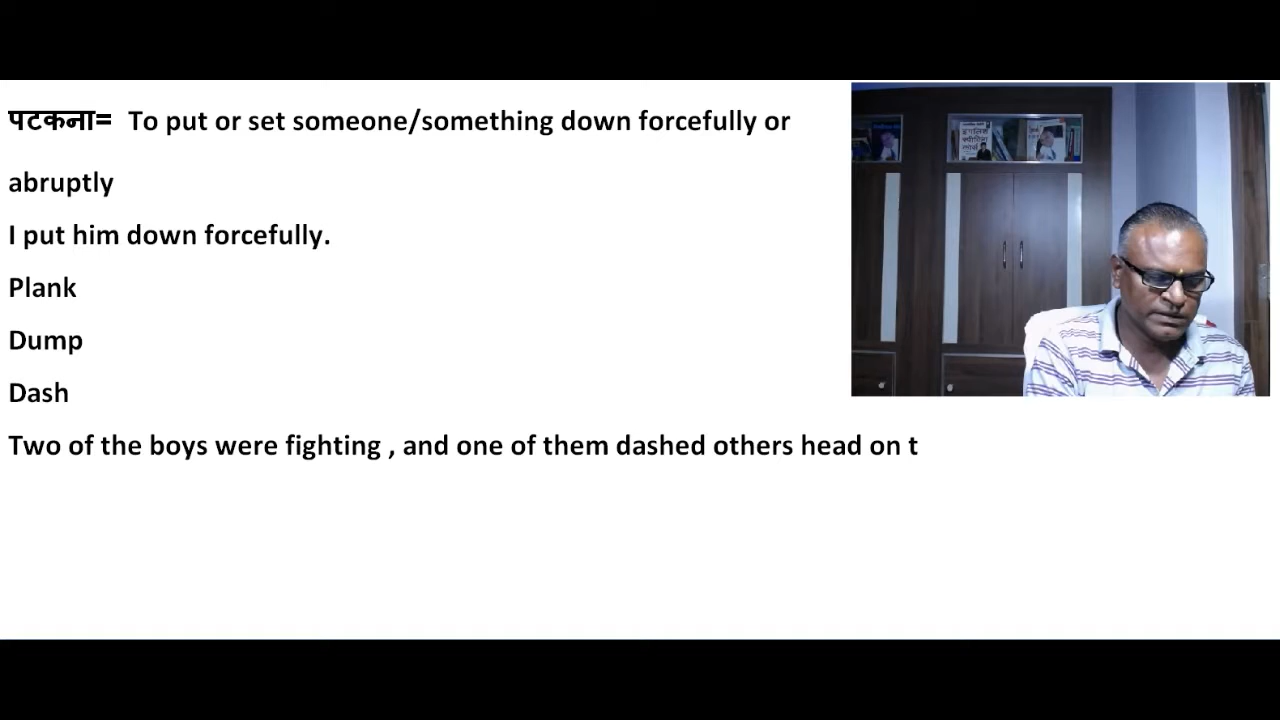 पटकना= To put or set someone/something down forcefully or
abruptly
I put him down forcefully.
Plank
Dump
Dash
Two of the boys were fighting , and one of them dashed others head on t